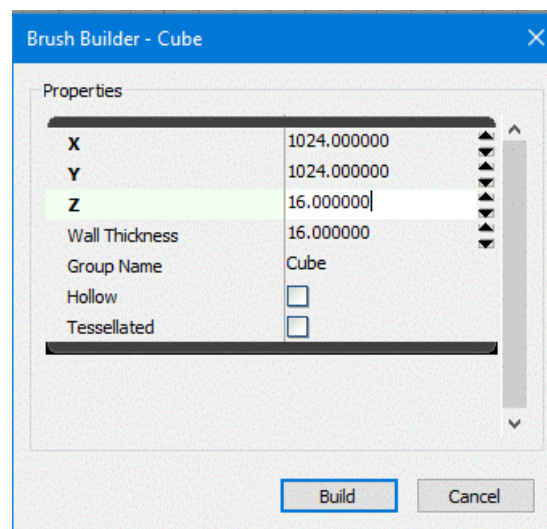 Brush Builder - Cube
Properties
X 1024.000000
Y 1024.000000
Z 16.000000
Wall Thickness 16.000000
Group Name Cube
Hollow
Tessellated
Build Cancel